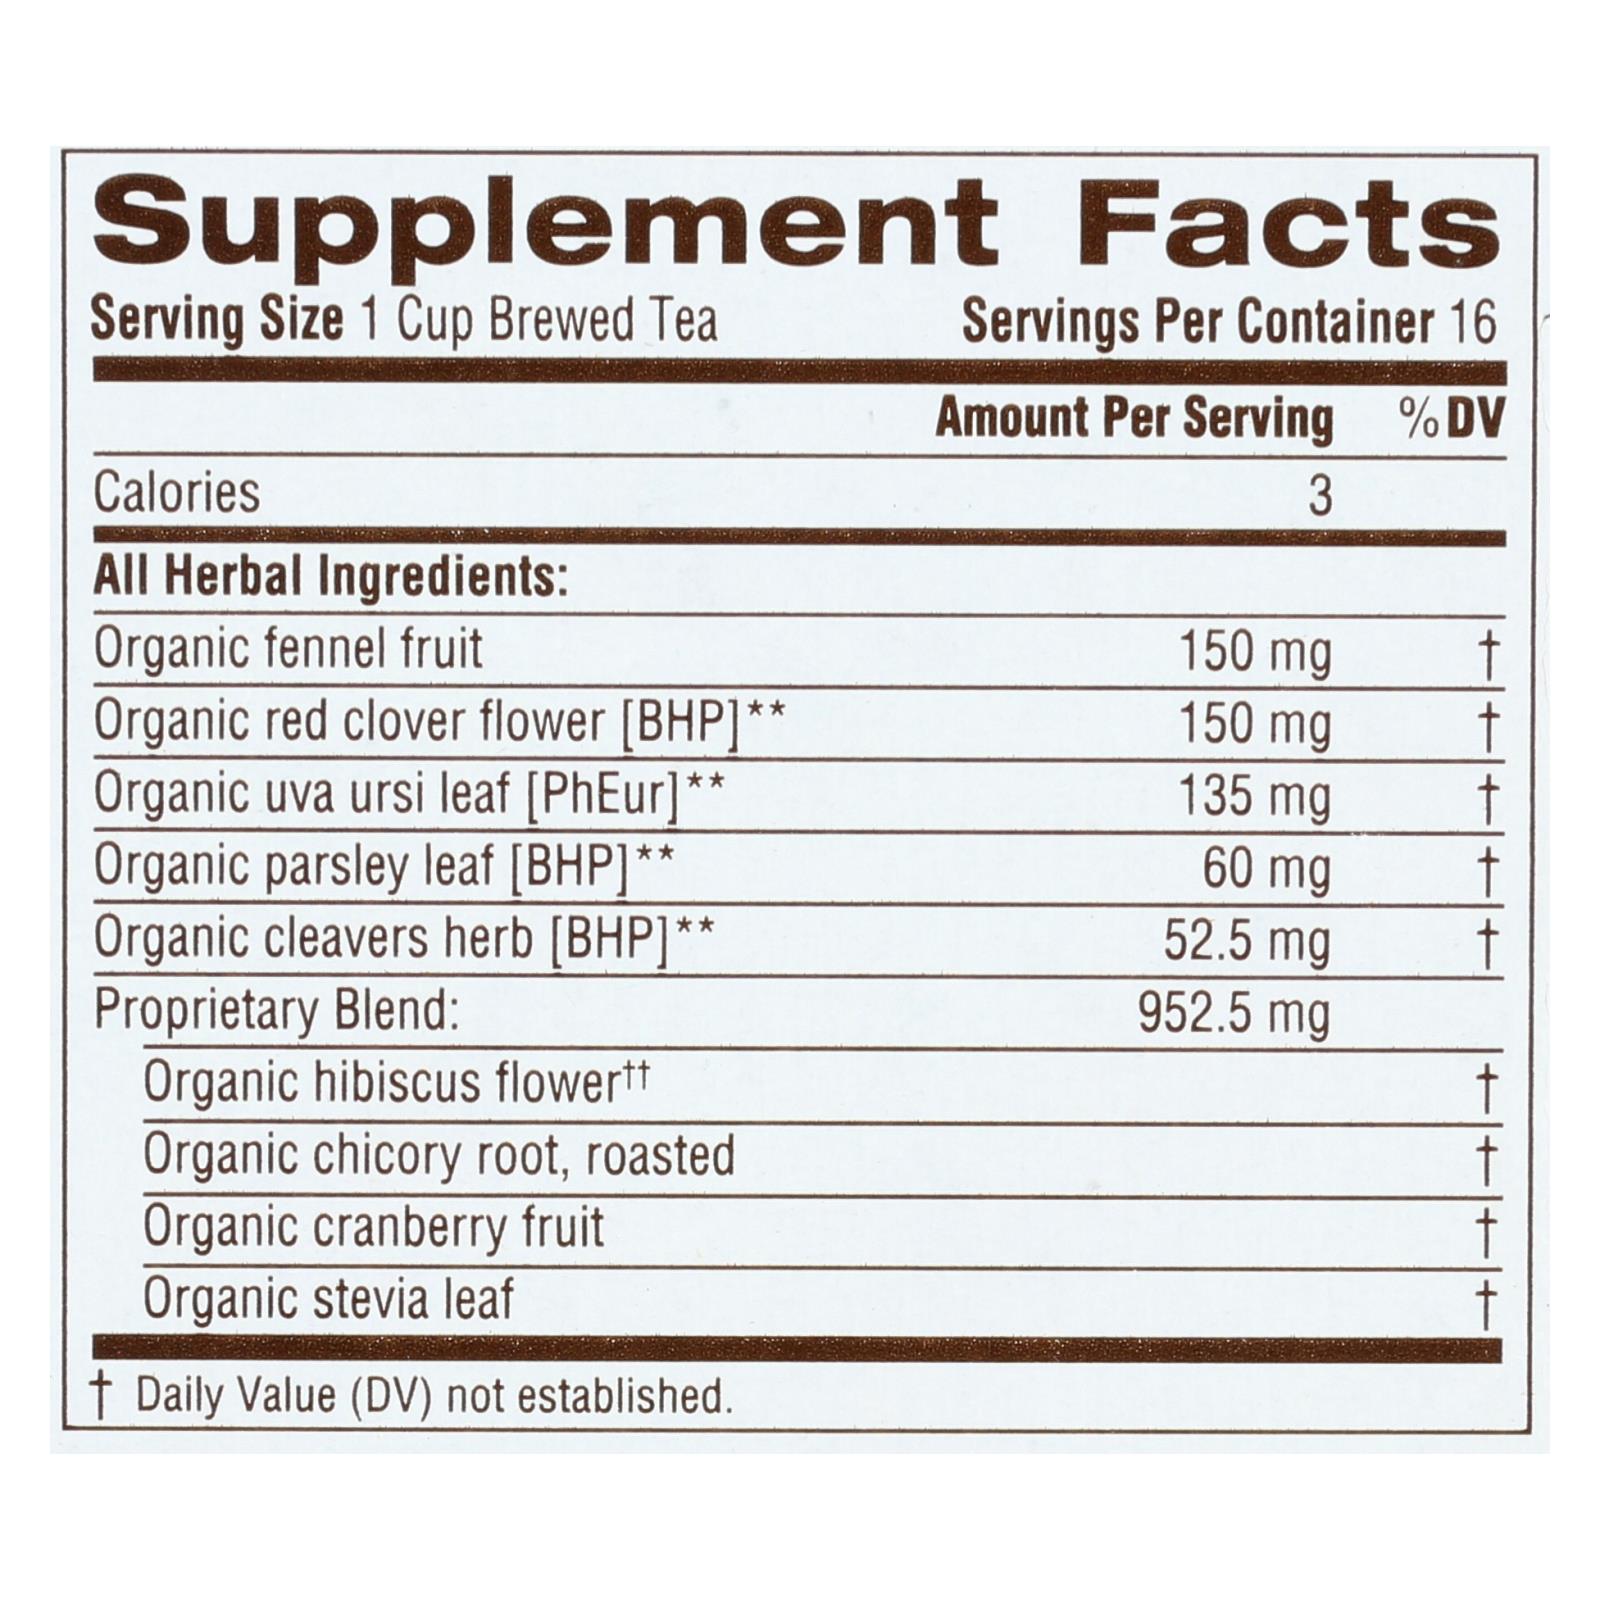 Supplement Facts
Serving Size 1 Cup Brewed Tea Servings Per Container 16
Amount Per Serving % DV
Calories 3
All Herbal Ingredients:
Organic fennel fruit 150 mg †
Organic red clover flower [BHP]** 150 mg †
Organic uva ursi leaf [PhEur]** 135 mg †
Organic parsley leaf [BHP]** 60 mg †
Organic cleavers herb [BHP]** 52.5 mg †
Proprietary Blend: 952.5 mg
Organic hibiscus flower†† †
Organic chicory root, roasted †
Organic cranberry fruit †
Organic stevia leaf †
† Daily Value (DV) not established.